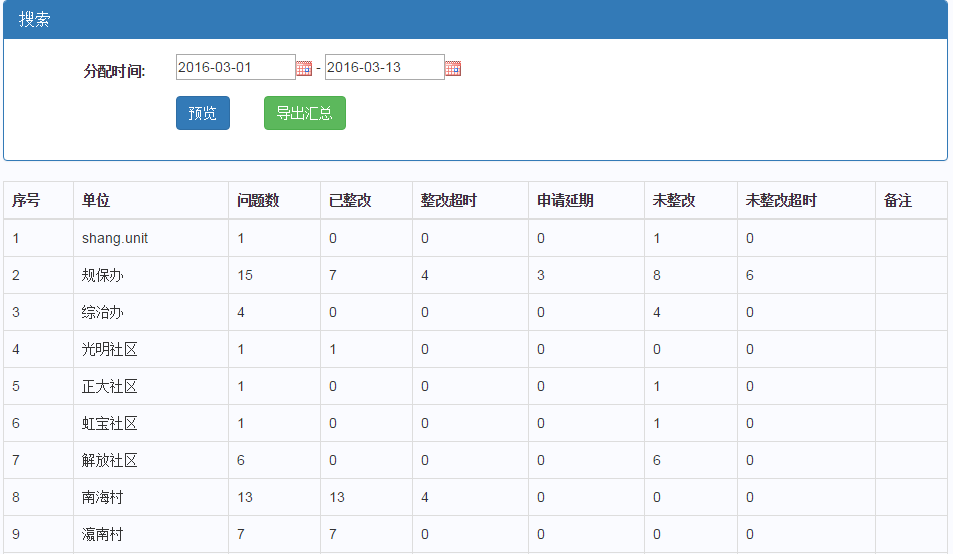 搜索
分配时间: 2016-03-01 - 2016-03-13
预览 导出汇总
序号 单位 问题数 已整改 整改超时 申请延期 未整改 未整改超时 备注
1 shang.unit 1 0 0 0 1 0
2 规保办 15 7 4 3 8 6
3 综治办 4 0 0 0 4 0
4 光明社区 1 1 0 0 0 0
5 正大社区 1 0 0 0 1 0
6 虹宝社区 1 0 0 0 1 0
7 解放社区 6 0 0 0 6 0
8 南海村 13 13 4 0 0 0
9 瀛南村 7 7 0 0 0 0